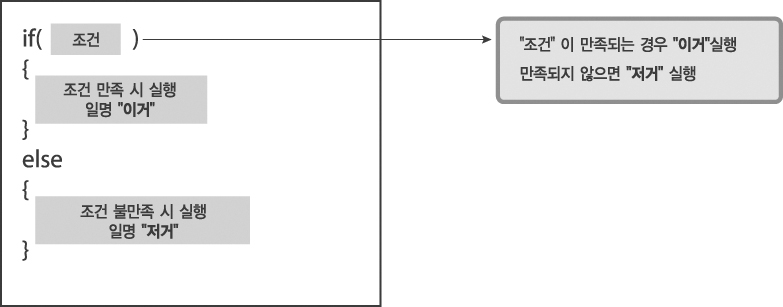 if( 조건 )
{
조건 만족 시 실행
일명 "이거"
}
else
{
조건 불만족 시 실행
일명 "저거"
}
"조건" 이 만족되는 경우 "이거"실행
만족되지 않으면 "저거" 실행